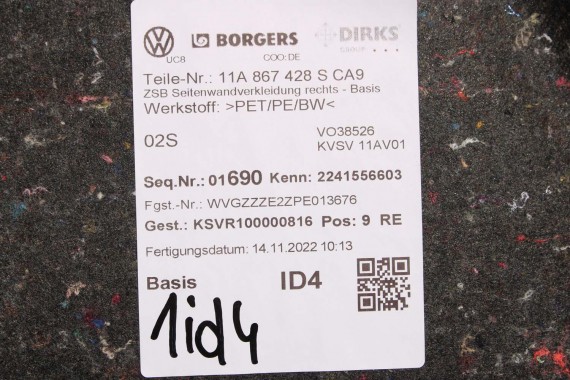 VW UC8 BORGERS COO:DE DIRKS GROUP
Teile-Nr.: 11A 867 428 S CA9
ZSB Seitenwandverkleidung rechts - Basis
Werkstoff: >PET/PE/BW<
02S VO38526
KVSV 11AV01
Seq.Nr.: 01690 Kenn: 2241556603
Fgst.-Nr.: WVGZZZE2ZPE013676
Gest.: KSVR100000816 Pos: 9 RE
Fertigungsdatum: 14.11.2022 10:13
Basis ID4
1id4